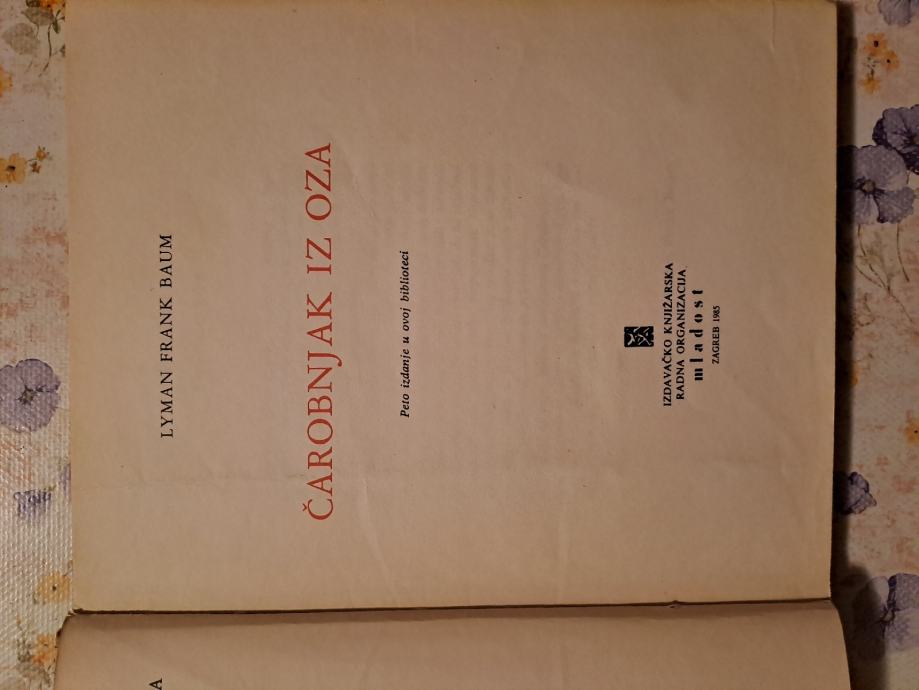 LYMAN FRANK BAUM
ČAROBNJAK IZ OZA
Peto izdanje u ovoj biblioteci
IZDAVAČKO KNJIŽARSKA
RADNA ORGANIZACIJA
mladost
ZAGREB 1985
A